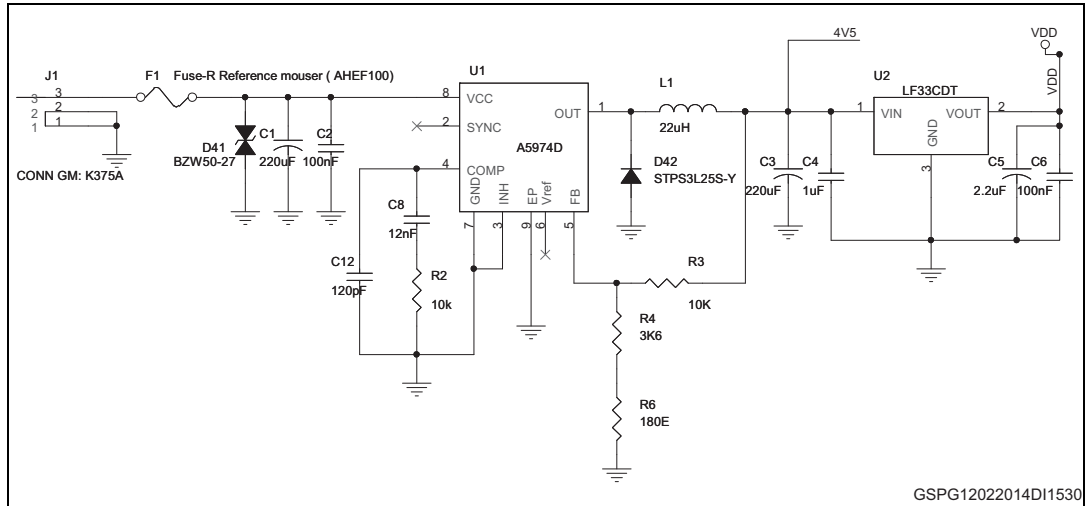 4V5
VDD
J1
F1
Fuse-R Reference mouser ( AHEF100)
U1
L1
U2
LF33CDT
VDD
3
3
2
2
1
1
8
VCC
OUT
1
22uH
1
VIN
VOUT
2
GND
3
2
SYNC
D41
BZW50-27
C1
220uF
C2
100nF
A5974D
D42
STPS3L25S-Y
C3
220uF
C4
1uF
C5
2.2uF
C6
100nF
CONN GM: K375A
4
COMP
GND
INH
EP
Vref
FB
7
3
9
6
5
C8
12nF
C12
120pF
R2
10k
R3
10K
R4
3K6
R6
180E
GSPG12022014DI1530